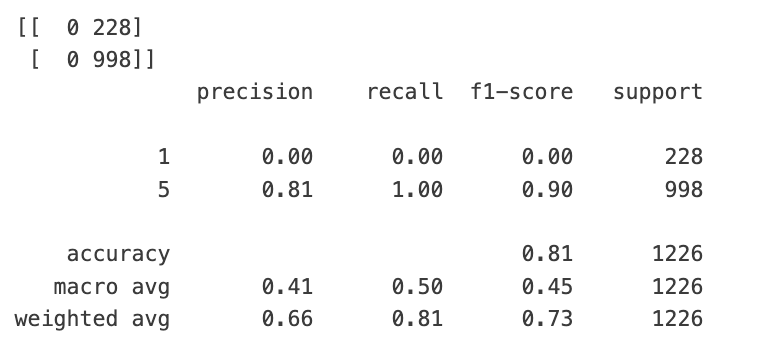 [[  0 228]
 [  0 998]]
              precision    recall  f1-score   support

           1       0.00      0.00      0.00       228
           5       0.81      1.00      0.90       998

    accuracy                           0.81      1226
   macro avg       0.41      0.50      0.45      1226
weighted avg       0.66      0.81      0.73      1226